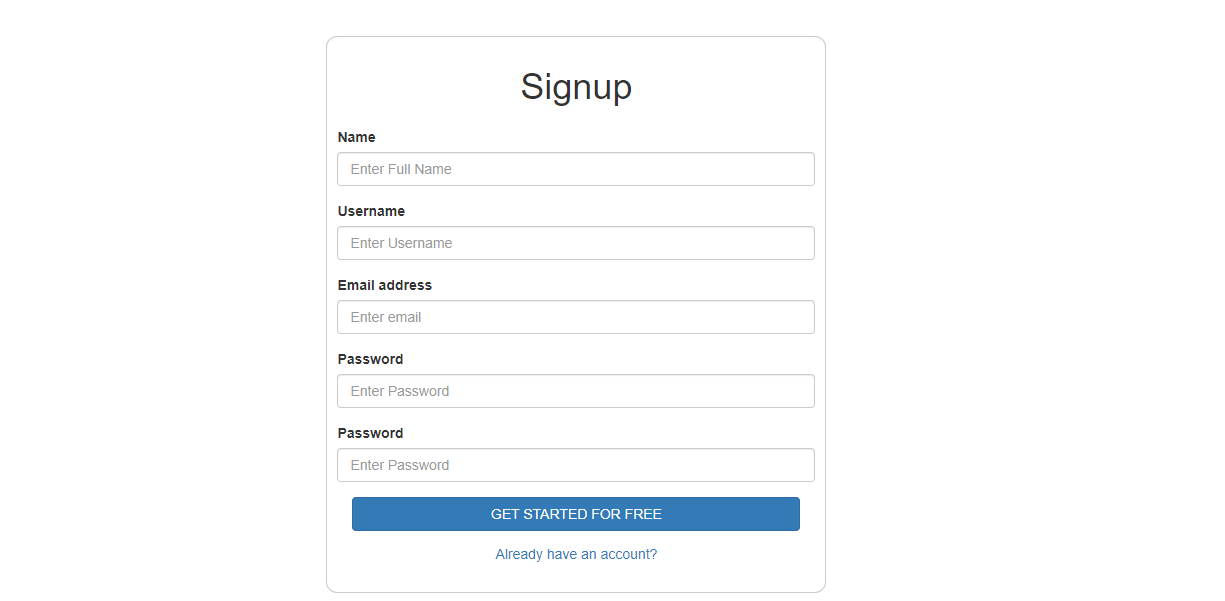 Signup
Name
Enter Full Name
Username
Enter Username
Email address
Enter email
Password
Enter Password
Password
Enter Password
GET STARTED FOR FREE
Already have an account?